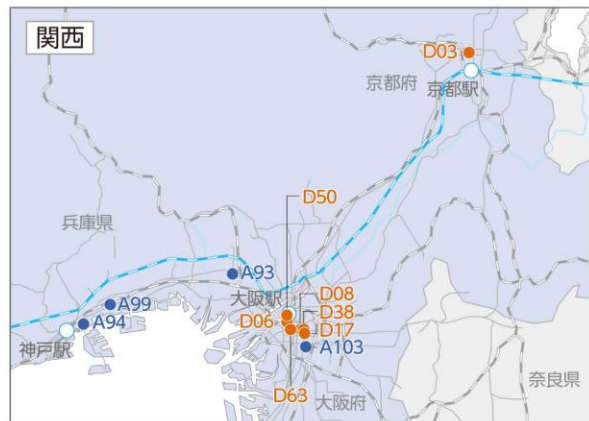 関西
D03
京都府
京都駅
D50
兵庫県
A93
大阪駅
D08
A99
D06
D38
A94
D17
神戸駅
A103
奈良県
D63
大阪府